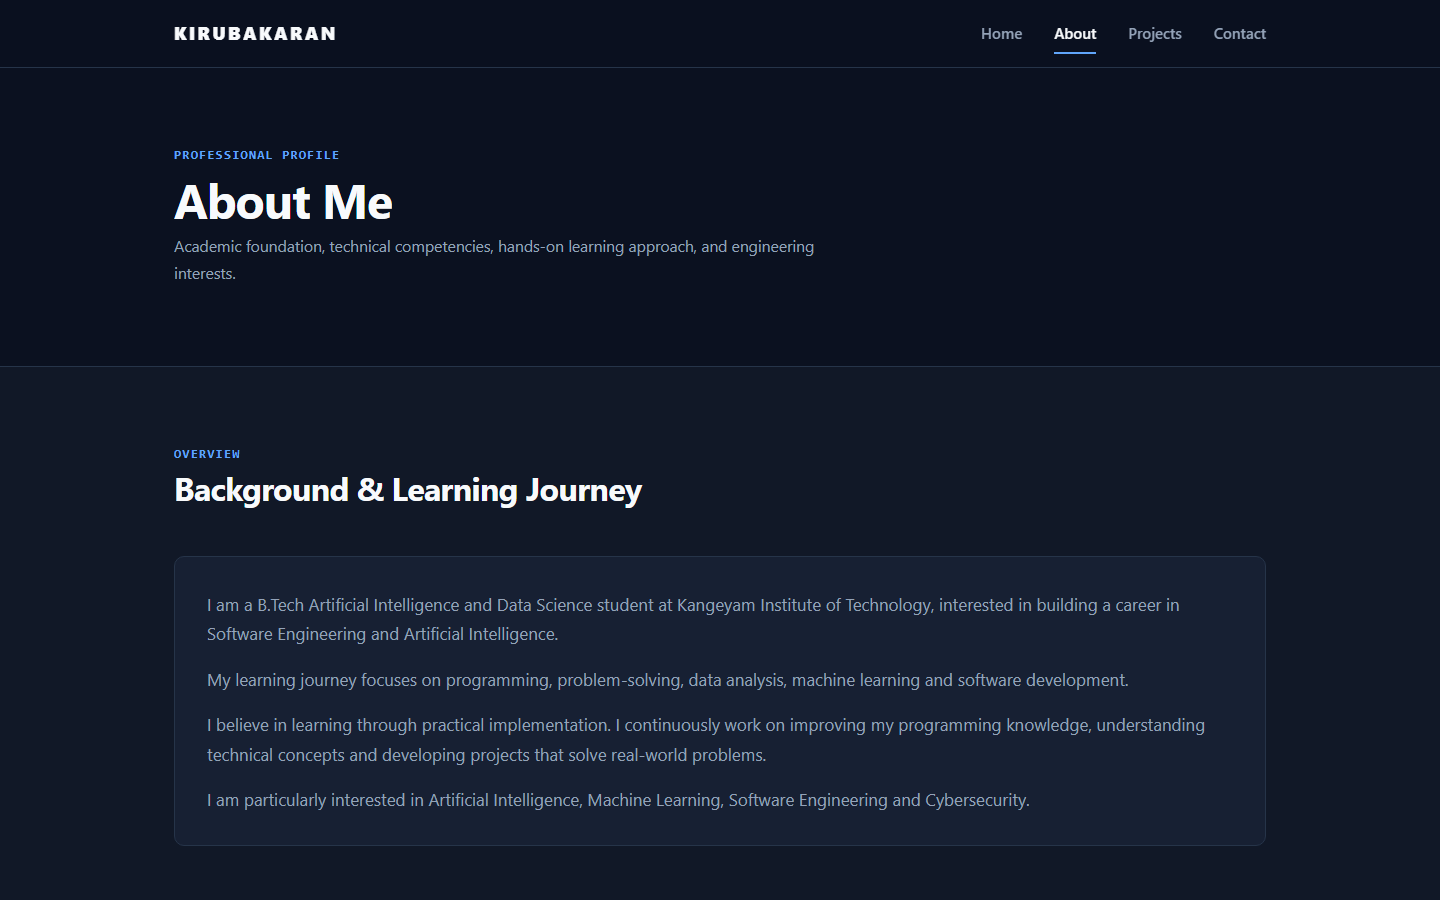 KIRUBAKARAN
Home About Projects Contact
PROFESSIONAL PROFILE
About Me
Academic foundation, technical competencies, hands-on learning approach, and engineering
interests.
OVERVIEW
Background & Learning Journey
I am a B.Tech Artificial Intelligence and Data Science student at Kangeyam Institute of Technology, interested in building a career in
Software Engineering and Artificial Intelligence.
My learning journey focuses on programming, problem-solving, data analysis, machine learning and software development.
I believe in learning through practical implementation. I continuously work on improving my programming knowledge, understanding
technical concepts and developing projects that solve real-world problems.
I am particularly interested in Artificial Intelligence, Machine Learning, Software Engineering and Cybersecurity.